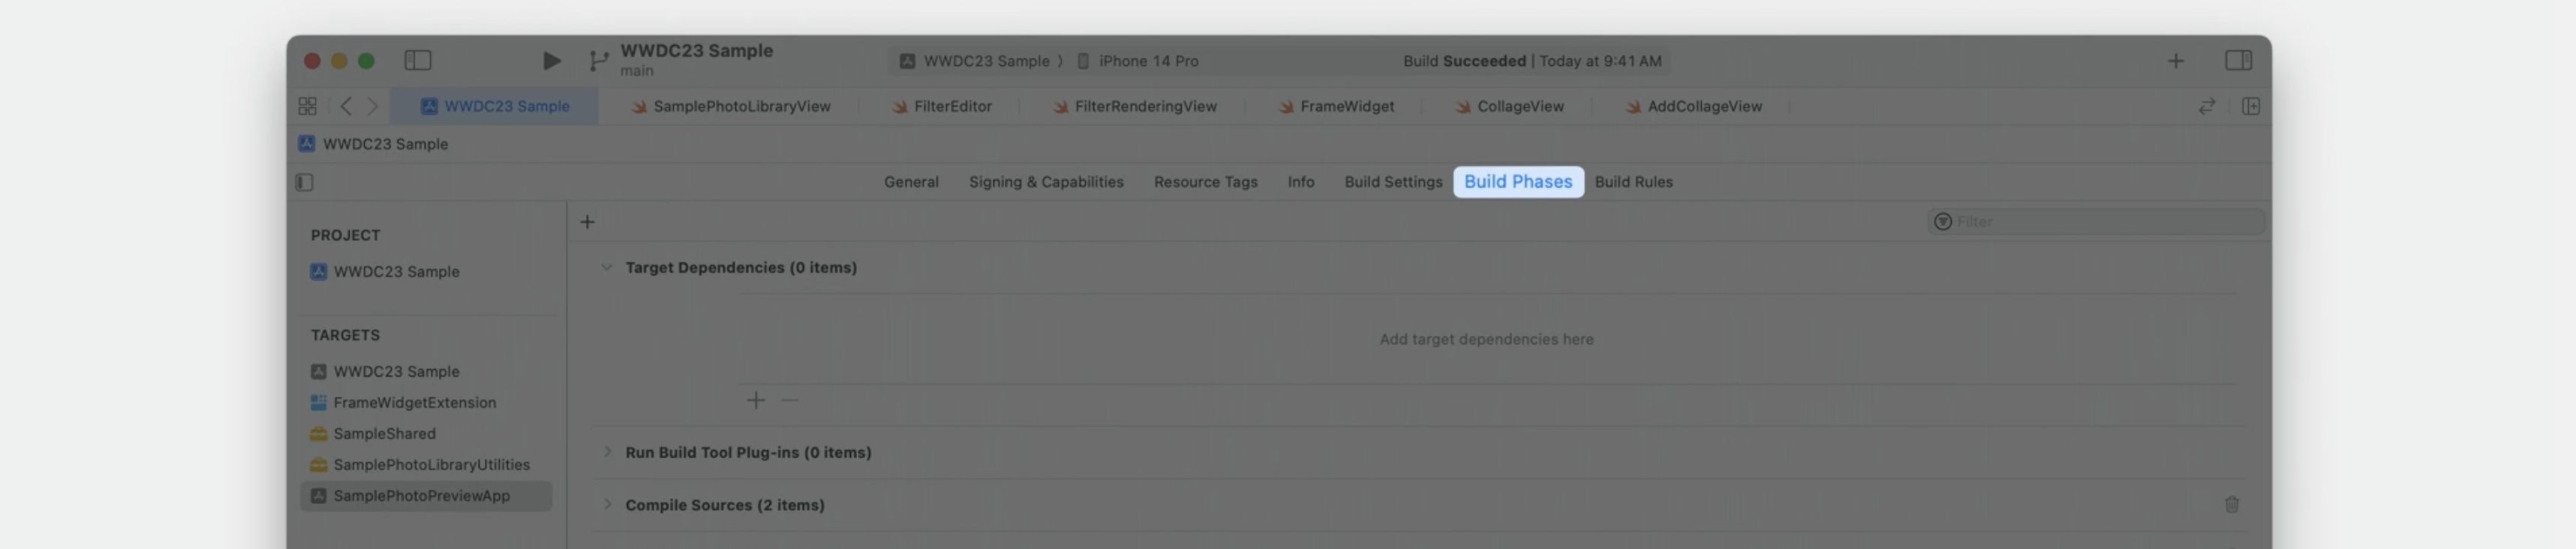 WWDC23 Sample
main
WWDC23 Sample 〉 iPhone 14 Pro
Build Succeeded | Today at 9:41 AM
WWDC23 Sample SamplePhotoLibraryView FilterEditor FilterRenderingView FrameWidget CollageView AddCollageView
WWDC23 Sample
General Signing & Capabilities Resource Tags Info Build Settings Build Phases Build Rules
Filter
PROJECT
WWDC23 Sample
TARGETS
WWDC23 Sample
FrameWidgetExtension
SampleShared
SamplePhotoLibraryUtilities
SamplePhotoPreviewApp
Target Dependencies (0 items)
Add target dependencies here
Run Build Tool Plug-ins (0 items)
Compile Sources (2 items)